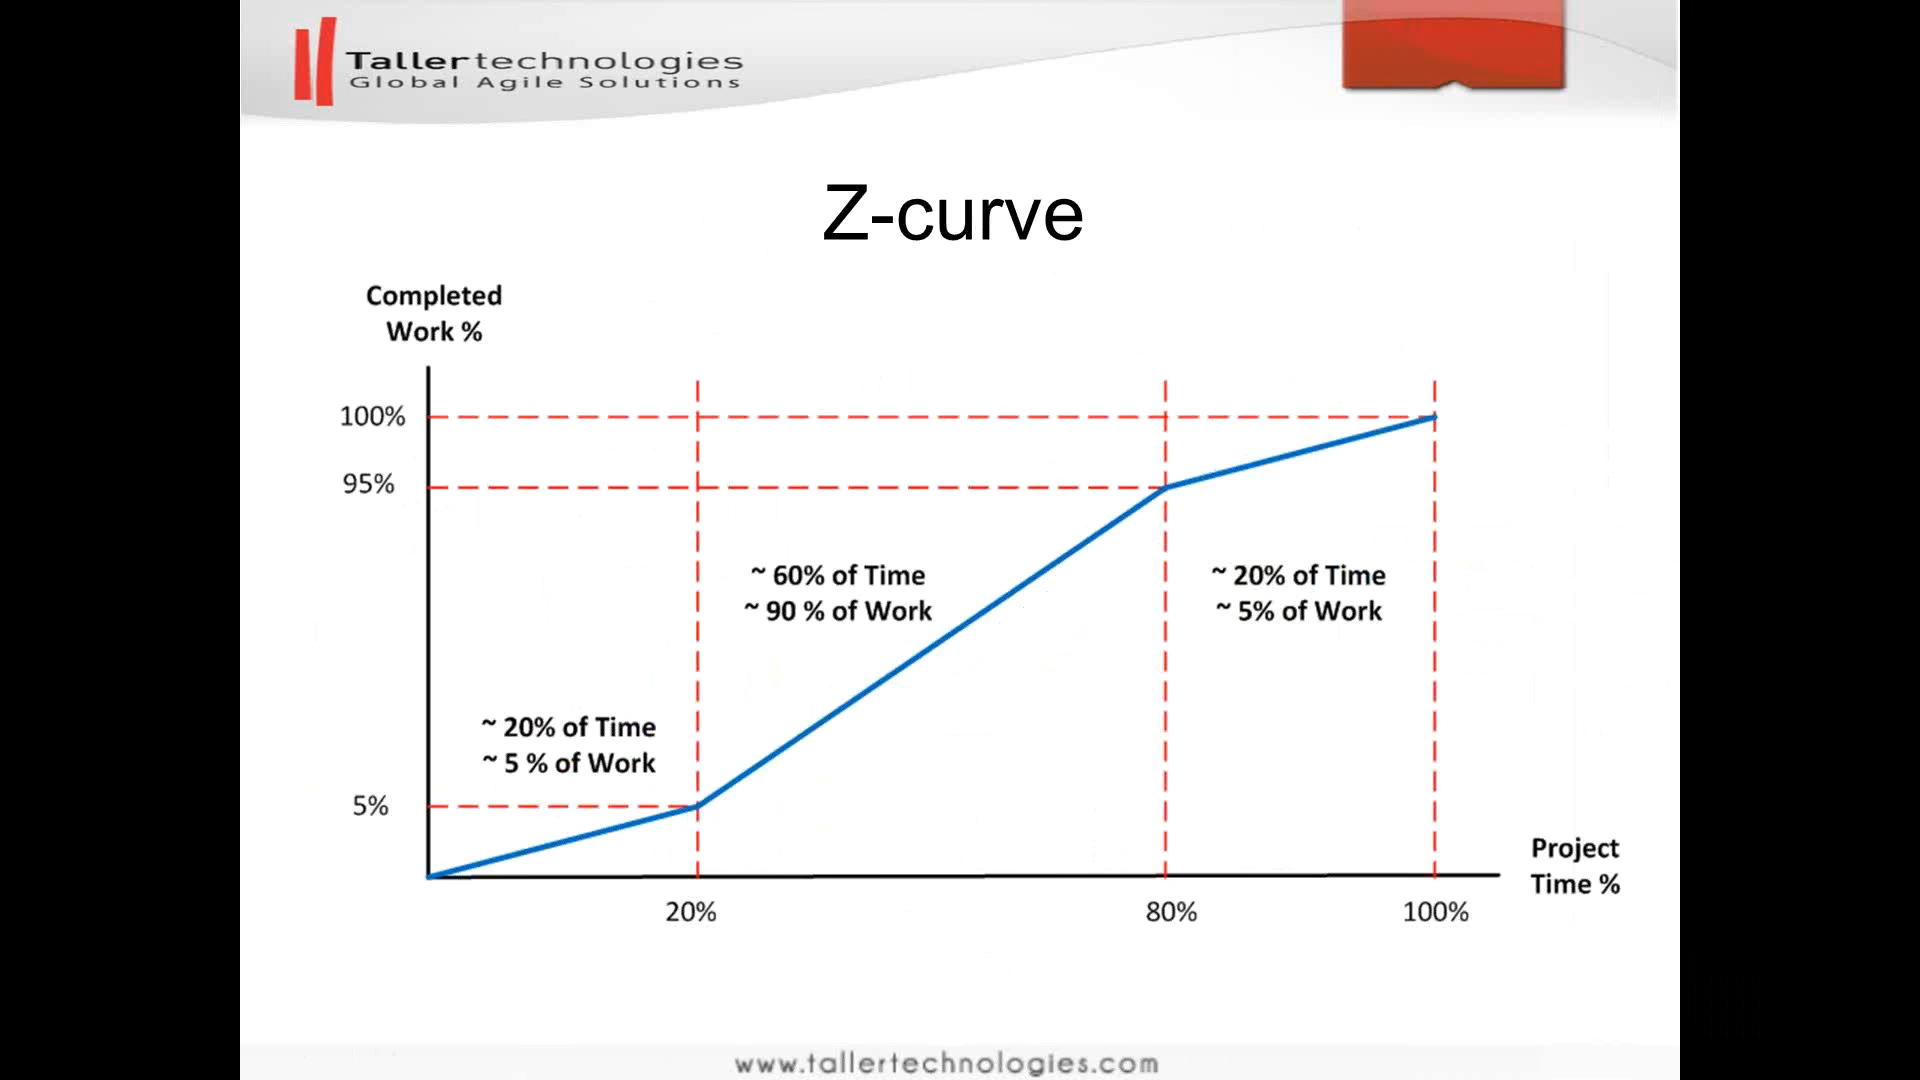 Tallertechnologies
Global Agile Solutions
Z-curve
Completed
Work %
100%
95%
~ 60% of Time
~ 90 % of Work
~ 20% of Time
~ 5% of Work
~ 20% of Time
~ 5 % of Work
5%
Project
Time %
20%
80%
100%
www.tallertechnologies.com